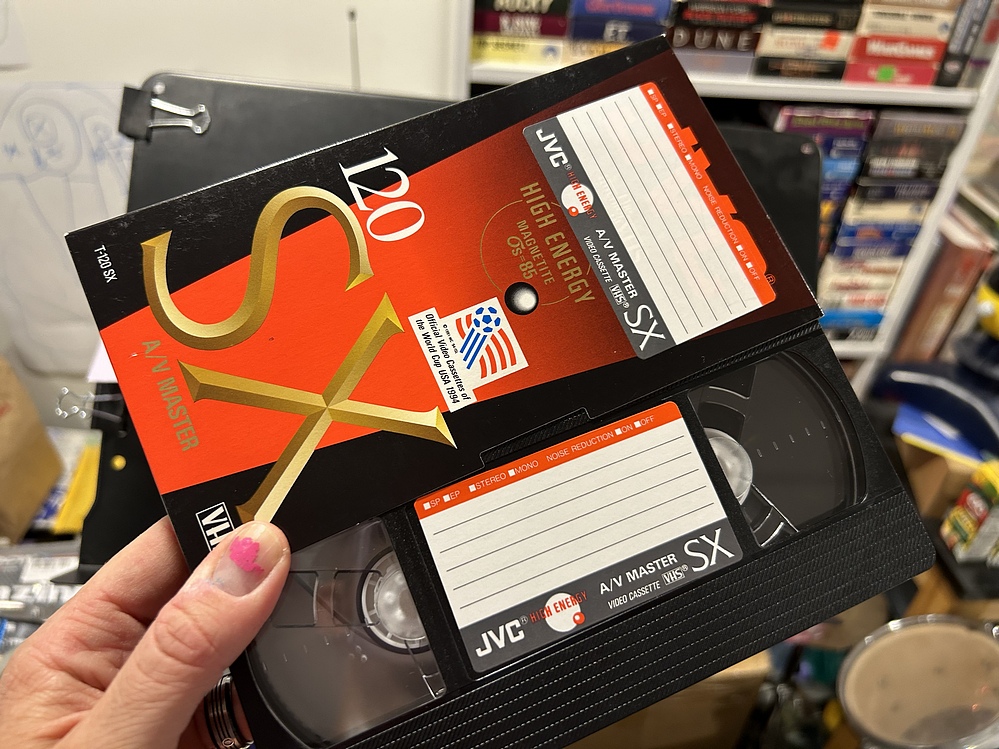 120
T-120 SX
SX
A/V MASTER
VH
HIGH ENERGY
MAGNETITE
Os=85
Official Video Cassettes of
the World Cup USA 1994
JVC® HIGH ENERGY
A/V MASTER
VIDEO CASSETTE VHS®
SX
SP EP STEREO MONO NOISE REDUCTION ON OFF
SP EP STEREO MONO NOISE REDUCTION ON OFF
JVC® HIGH ENERGY
A/V MASTER
VIDEO CASSETTE VHS®
SX
DUNE